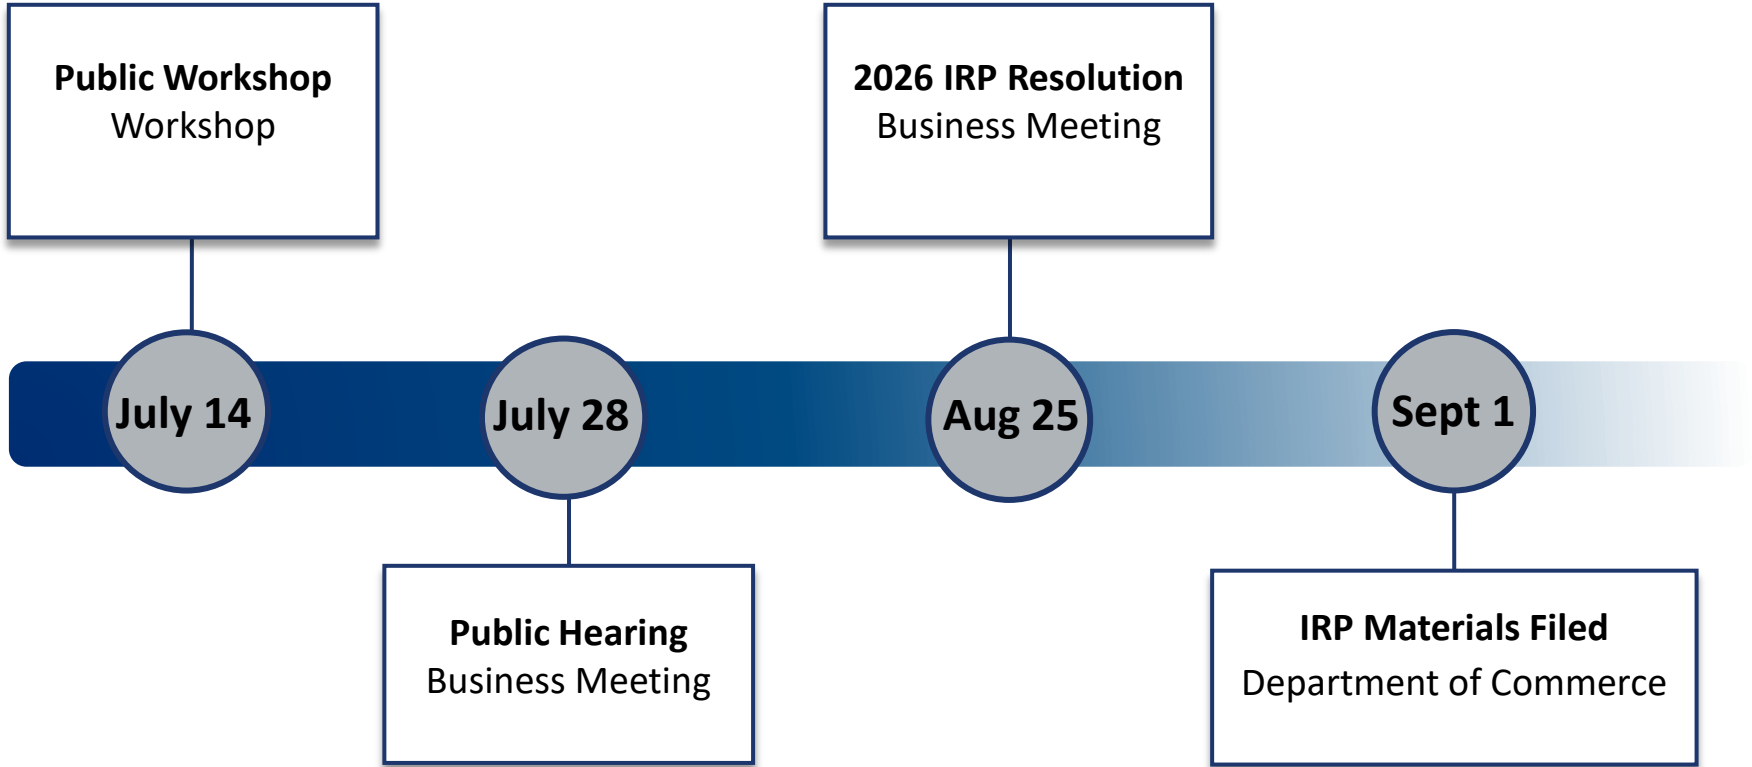 Public Workshop
Workshop
2026 IRP Resolution
Business Meeting
July 14
July 28
Aug 25
Sept 1
Public Hearing
Business Meeting
IRP Materials Filed
Department of Commerce